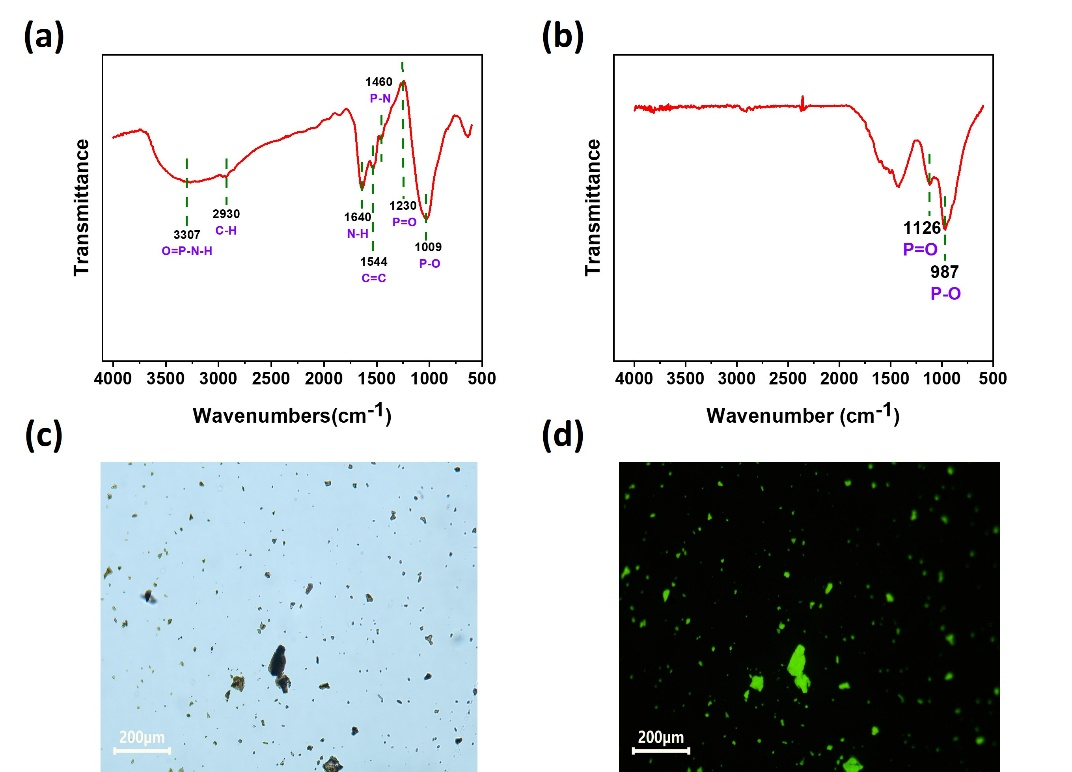 (a)
1460
P-N
3307
O=P-N-H
2930
C-H
1640
N-H
1544
C=C
1230
P=O
1009
P-O
Transmittance
4000 3500 3000 2500 2000 1500 1000 500
Wavenumbers(cm-1)
(b)
1126
P=O
987
P-O
Transmittance
4000 3500 3000 2500 2000 1500 1000 500
Wavenumber (cm-1)
(c)
200μm
(d)
200μm